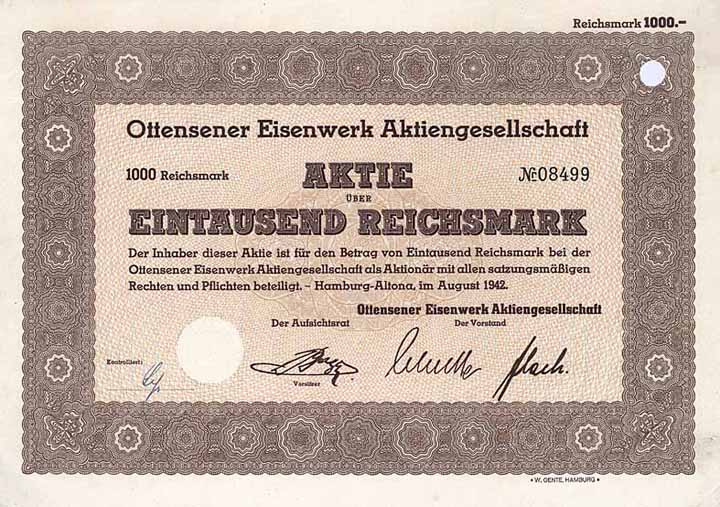 Reichsmark 1000.-
Ottensener Eisenwerk Aktiengesellschaft
1000 Reichsmark
AKTIE
№ 08499
ÜBER
EINTAUSEND REICHSMARK
Der Inhaber dieser Aktie ist für den Betrag von Eintausend Reichsmark bei der
Ottensener Eisenwerk Aktiengesellschaft als Aktionär mit allen satzungsmäßigen
Rechten und Pflichten beteiligt. – Hamburg-Altona, im August 1942.
Ottensener Eisenwerk Aktiengesellschaft
Der Aufsichtsrat
Der Vorstand
Kontrolliert:
Vorsitzer
* W. GENTE, HAMBURG *